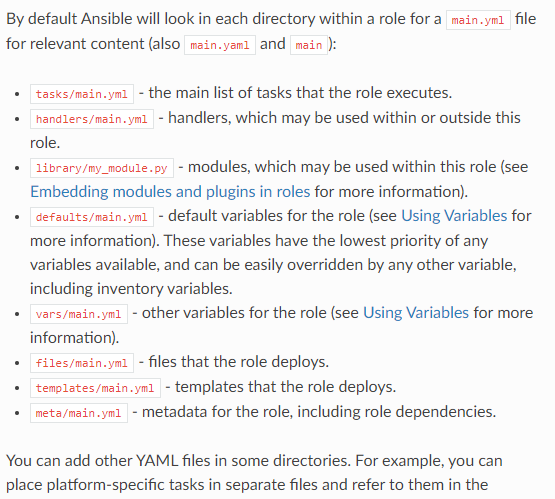 By default Ansible will look in each directory within a role for a main.yml file
for relevant content (also main.yaml and main ):
• tasks/main.yml - the main list of tasks that the role executes.
• handlers/main.yml - handlers, which may be used within or outside this
role.
• library/my_module.py - modules, which may be used within this role (see
Embedding modules and plugins in roles for more information).
• defaults/main.yml - default variables for the role (see Using Variables for
more information). These variables have the lowest priority of any
variables available, and can be easily overridden by any other variable,
including inventory variables.
• vars/main.yml - other variables for the role (see Using Variables for more
information).
• files/main.yml - files that the role deploys.
• templates/main.yml - templates that the role deploys.
• meta/main.yml - metadata for the role, including role dependencies.
You can add other YAML files in some directories. For example, you can
place platform-specific tasks in separate files and refer to them in the